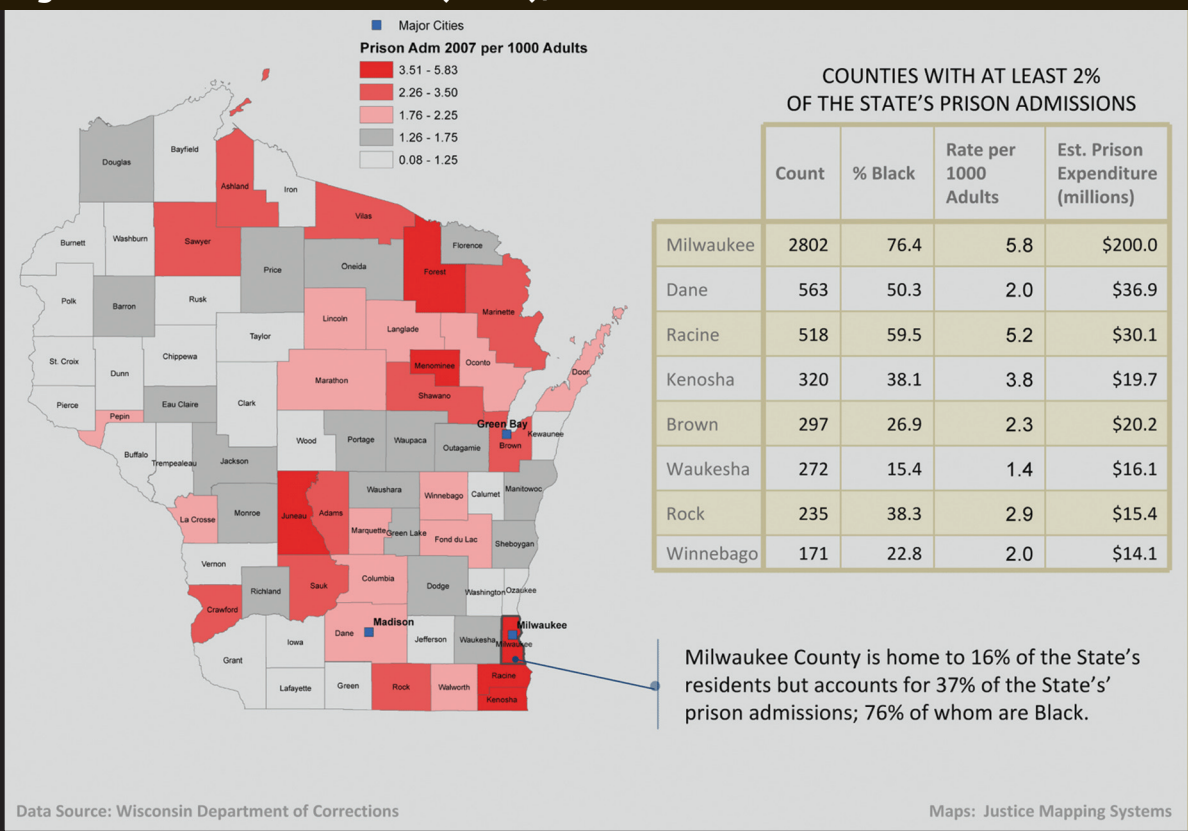 Major Cities
Prison Adm 2007 per 1000 Adults
3.51 - 5.83
2.26 - 3.50
1.76 - 2.25
1.26 - 1.75
0.08 - 1.25
Douglas
Bayfield
Ashland
Iron
Vilas
Burnett
Washburn
Sawyer
Price
Oneida
Forest
Florence
Polk
Barron
Rusk
Lincoln
Langlade
Marinette
Taylor
St. Croix
Dunn
Chippewa
Marathon
Menominee
Oconto
Door
Shawano
Pierce
Pepin
Eau Claire
Clark
Green Bay
Buffalo
Trempealeau
Jackson
Wood
Portage
Waupaca
Outagamie
Brown
Kewaunee
La Crosse
Monroe
Juneau
Adams
Waushara
Winnebago
Calumet
Manitowoc
Marquette
Green Lake
Fond du Lac
Sheboygan
Vernon
Richland
Sauk
Columbia
Dodge
Washington
Ozaukee
Crawford
Madison
Milwaukee
Grant
Iowa
Dane
Jefferson
Waukesha
Milwaukee
Lafayette
Green
Rock
Walworth
Racine
Kenosha
COUNTIES WITH AT LEAST 2%
OF THE STATE'S PRISON ADMISSIONS
Count % Black Rate per 1000 Adults Est. Prison Expenditure (millions)
Milwaukee 2802 76.4 5.8 $200.0
Dane 563 50.3 2.0 $36.9
Racine 518 59.5 5.2 $30.1
Kenosha 320 38.1 3.8 $19.7
Brown 297 26.9 2.3 $20.2
Waukesha 272 15.4 1.4 $16.1
Rock 235 38.3 2.9 $15.4
Winnebago 171 22.8 2.0 $14.1
Milwaukee County is home to 16% of the State's
residents but accounts for 37% of the State's'
prison admissions; 76% of whom are Black.
Data Source: Wisconsin Department of Corrections
Maps: Justice Mapping Systems